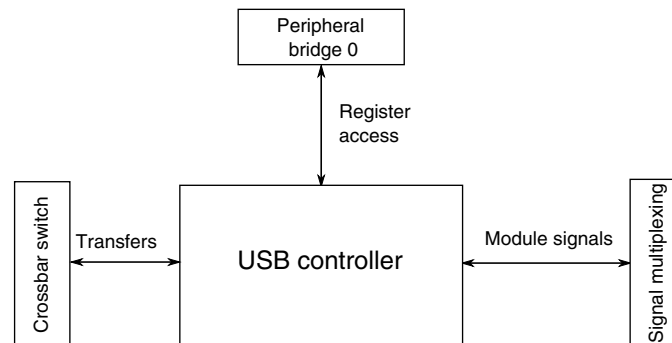 Peripheral
bridge 0
Register
access
Crossbar switch
Transfers
USB controller
Module signals
Signal multiplexing